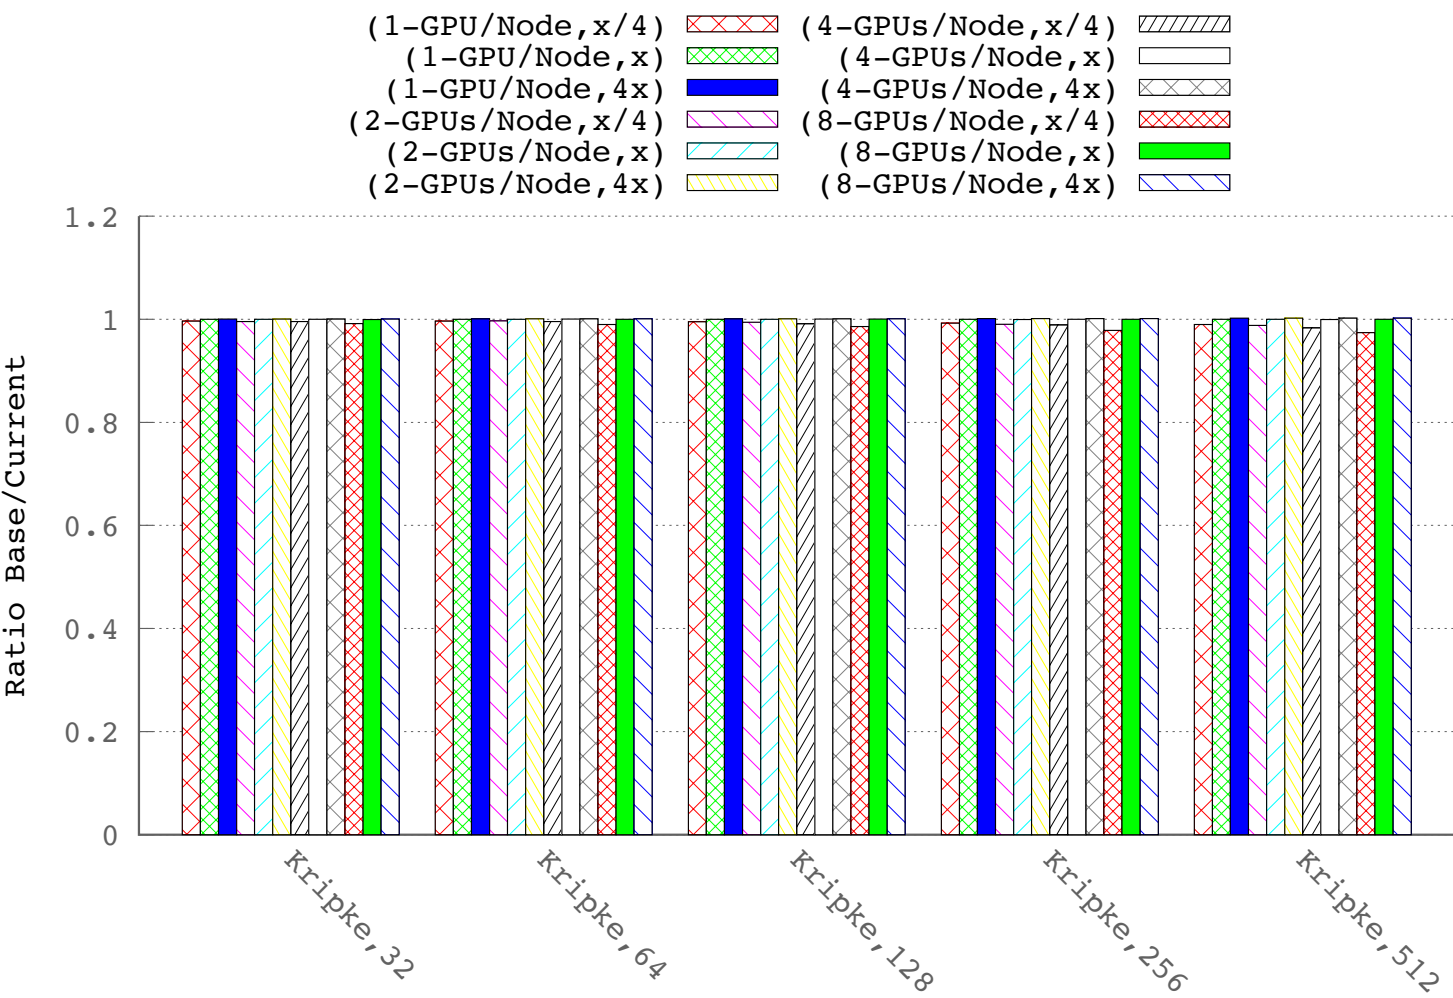 (1-GPU/Node,x/4)
(1-GPU/Node,x)
(1-GPU/Node,4x)
(2-GPUs/Node,x/4)
(2-GPUs/Node,x)
(2-GPUs/Node,4x)
(4-GPUs/Node,x/4)
(4-GPUs/Node,x)
(4-GPUs/Node,4x)
(8-GPUs/Node,x/4)
(8-GPUs/Node,x)
(8-GPUs/Node,4x)
Ratio Base/Current
1.2
1
0.8
0.6
0.4
0.2
0
Kripke,32
Kripke,64
Kripke,128
Kripke,256
Kripke,512